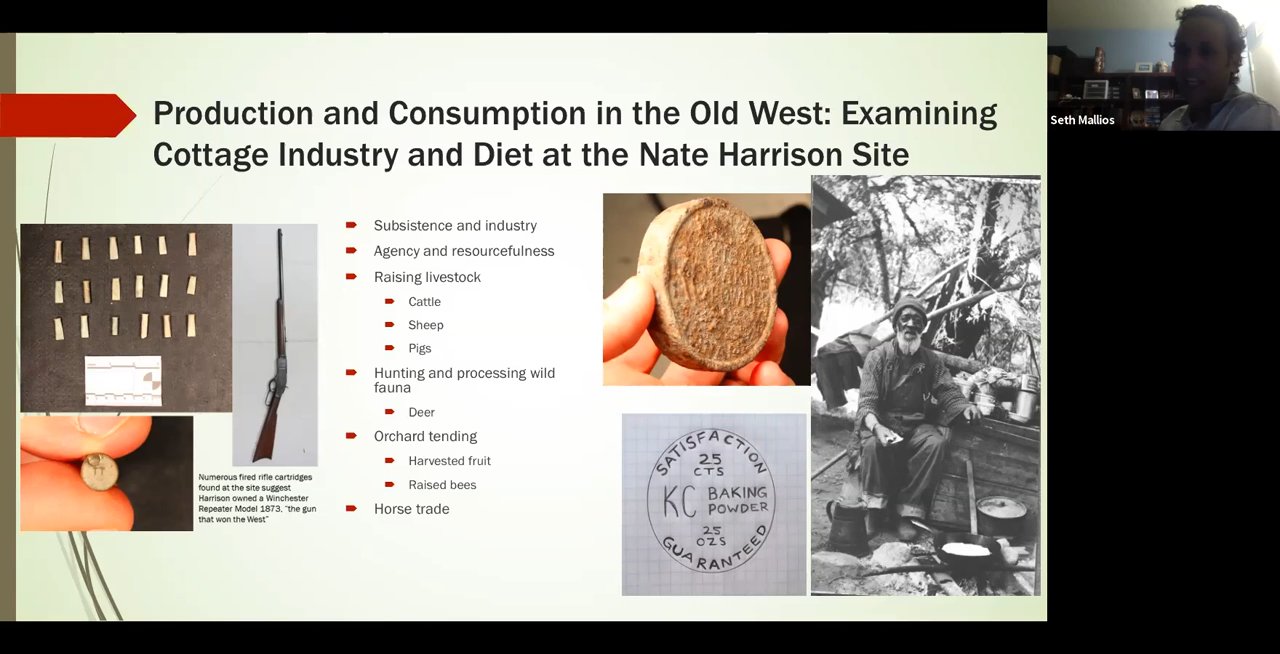 Production and Consumption in the Old West: Examining
Cottage Industry and Diet at the Nate Harrison Site
Seth Mallios
Subsistence and industry
Agency and resourcefulness
Raising livestock
Cattle
Sheep
Pigs
Hunting and processing wild
fauna
Deer
Orchard tending
Harvested fruit
Raised bees
Horse trade
Numerous fired rifle cartridges
found at the site suggest
Harrison owned a Winchester
Repeater Model 1873, "the gun
that won the West"
SATISFACTION
25
CTS
KC BAKING
POWDER
25
OZS
GUARANTEED